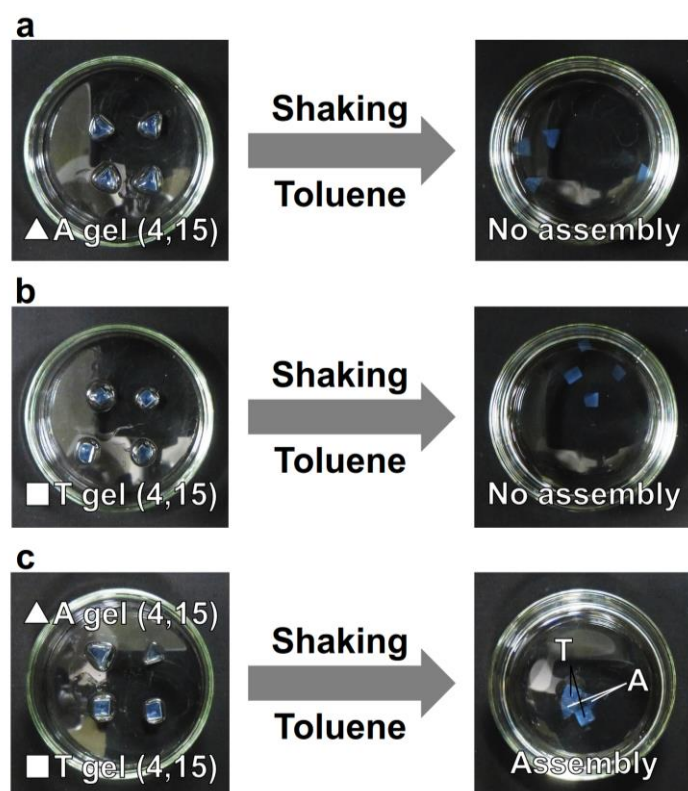 a
Shaking
Toluene
▲A gel (4,15)
No assembly
b
Shaking
Toluene
■T gel (4,15)
No assembly
c
▲A gel (4,15)
Shaking
T
A
Toluene
■T gel (4,15)
Assembly